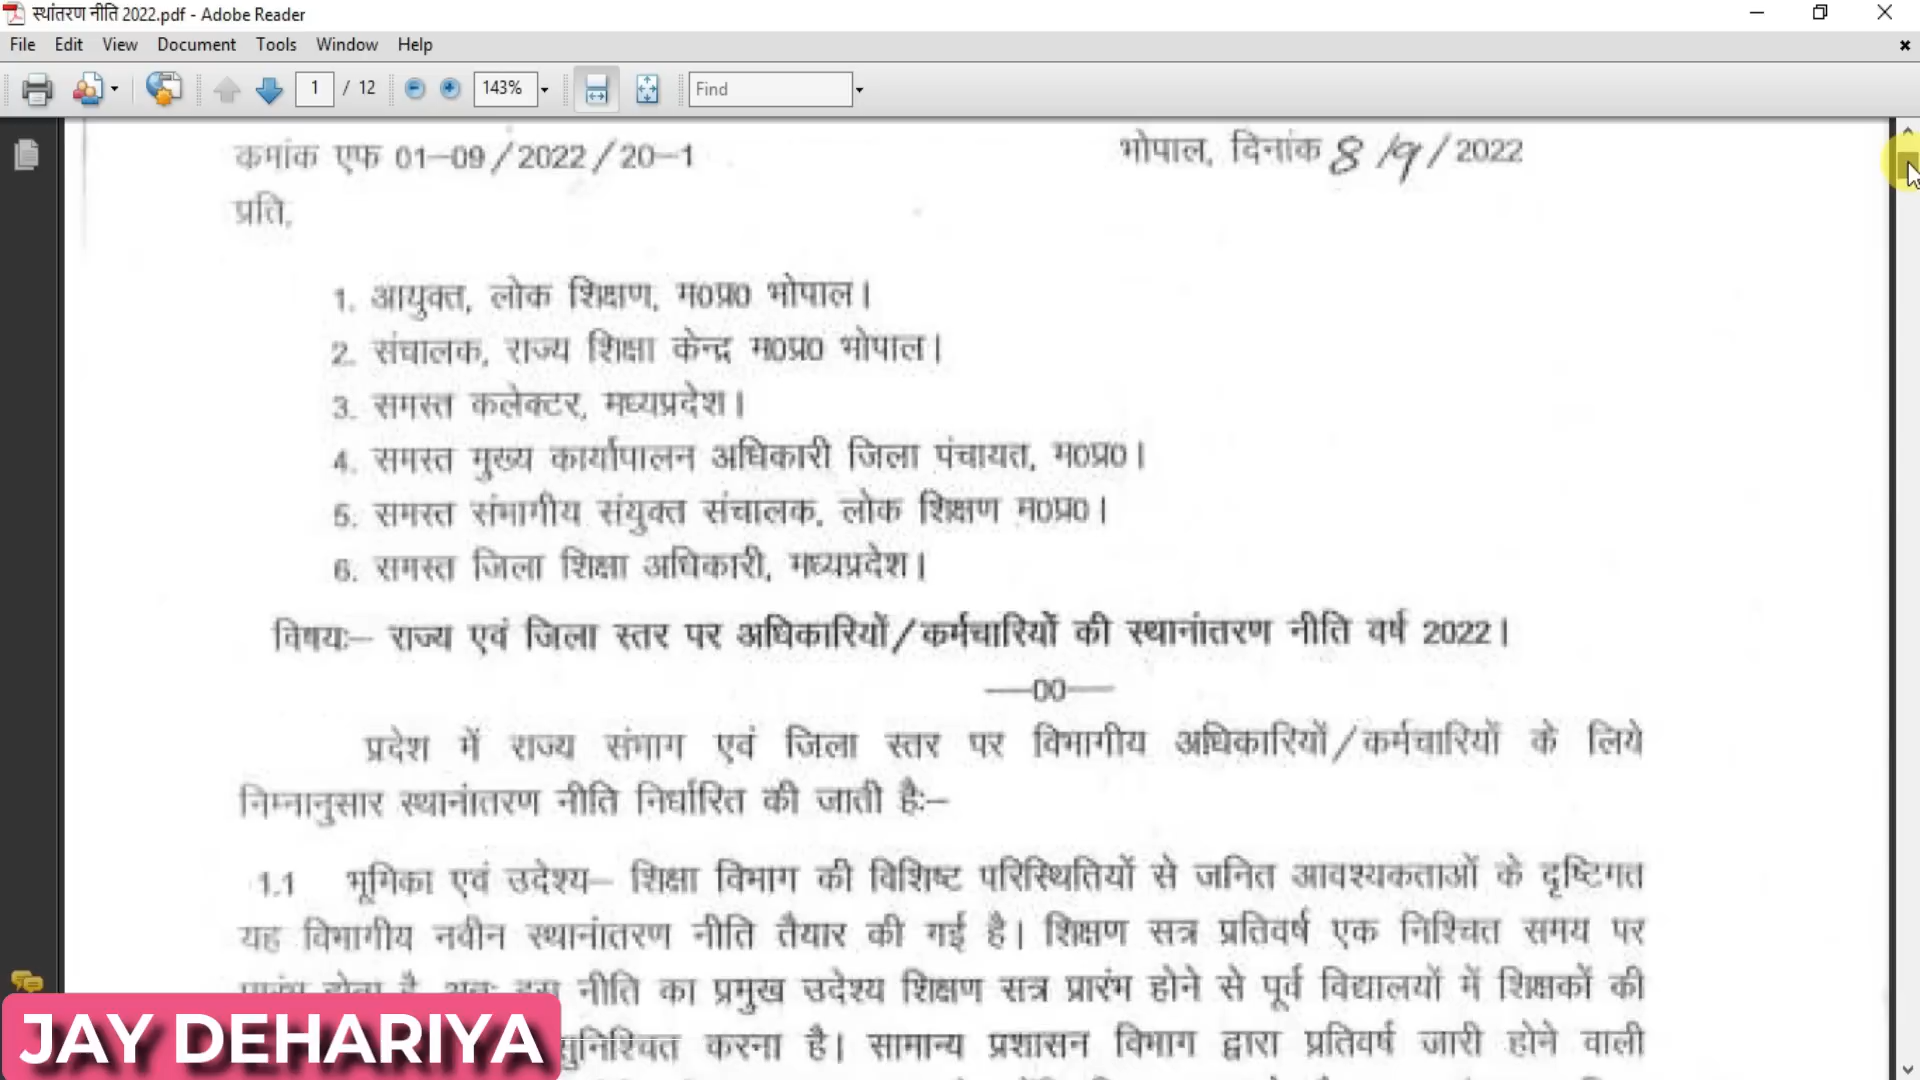 स्थांतरण नीति 2022.pdf - Adobe Reader
File Edit View Document Tools Window Help
1 / 12 143% Find
कमांक एफ 01–09/2022/20–1 भोपाल, दिनांक 8/9/2022
प्रति,
1. आयुक्त, लोक शिक्षण, म0प्र0 भोपाल।
2. संचालक, राज्य शिक्षा केन्द्र म0प्र0 भोपाल।
3. समस्त कलेक्टर, मध्यप्रदेश।
4. समस्त मुख्य कार्यापालन अधिकारी जिला पंचायत, म0प्र0।
5. समस्त संभागीय संयुक्त संचालक, लोक शिक्षण म0प्र0।
6. समस्त जिला शिक्षा अधिकारी, मध्यप्रदेश।
विषयः– राज्य एवं जिला स्तर पर अधिकारियों/कर्मचारियों की स्थानांतरण नीति वर्ष 2022।
—00—
प्रदेश में राज्य संभाग एवं जिला स्तर पर विभागीय अधिकारियों/कर्मचारियों के लिये
निम्नानुसार स्थानांतरण नीति निर्धारित की जाती हैः–
1.1 भूमिका एवं उदेश्य– शिक्षा विभाग की विशिष्ट परिस्थितियों से जनित आवश्यकताओं के दृष्टिगत
यह विभागीय नवीन स्थानांतरण नीति तैयार की गई है। शिक्षण सत्र प्रतिवर्ष एक निश्चित समय पर
नीति का प्रमुख उदेश्य शिक्षण सत्र प्रारंभ होने से पूर्व विद्यालयों में शिक्षकों की
सुनिश्चित करना है। सामान्य प्रशासन विभाग द्वारा प्रतिवर्ष जारी होने वाली
JAY DEHARIYA